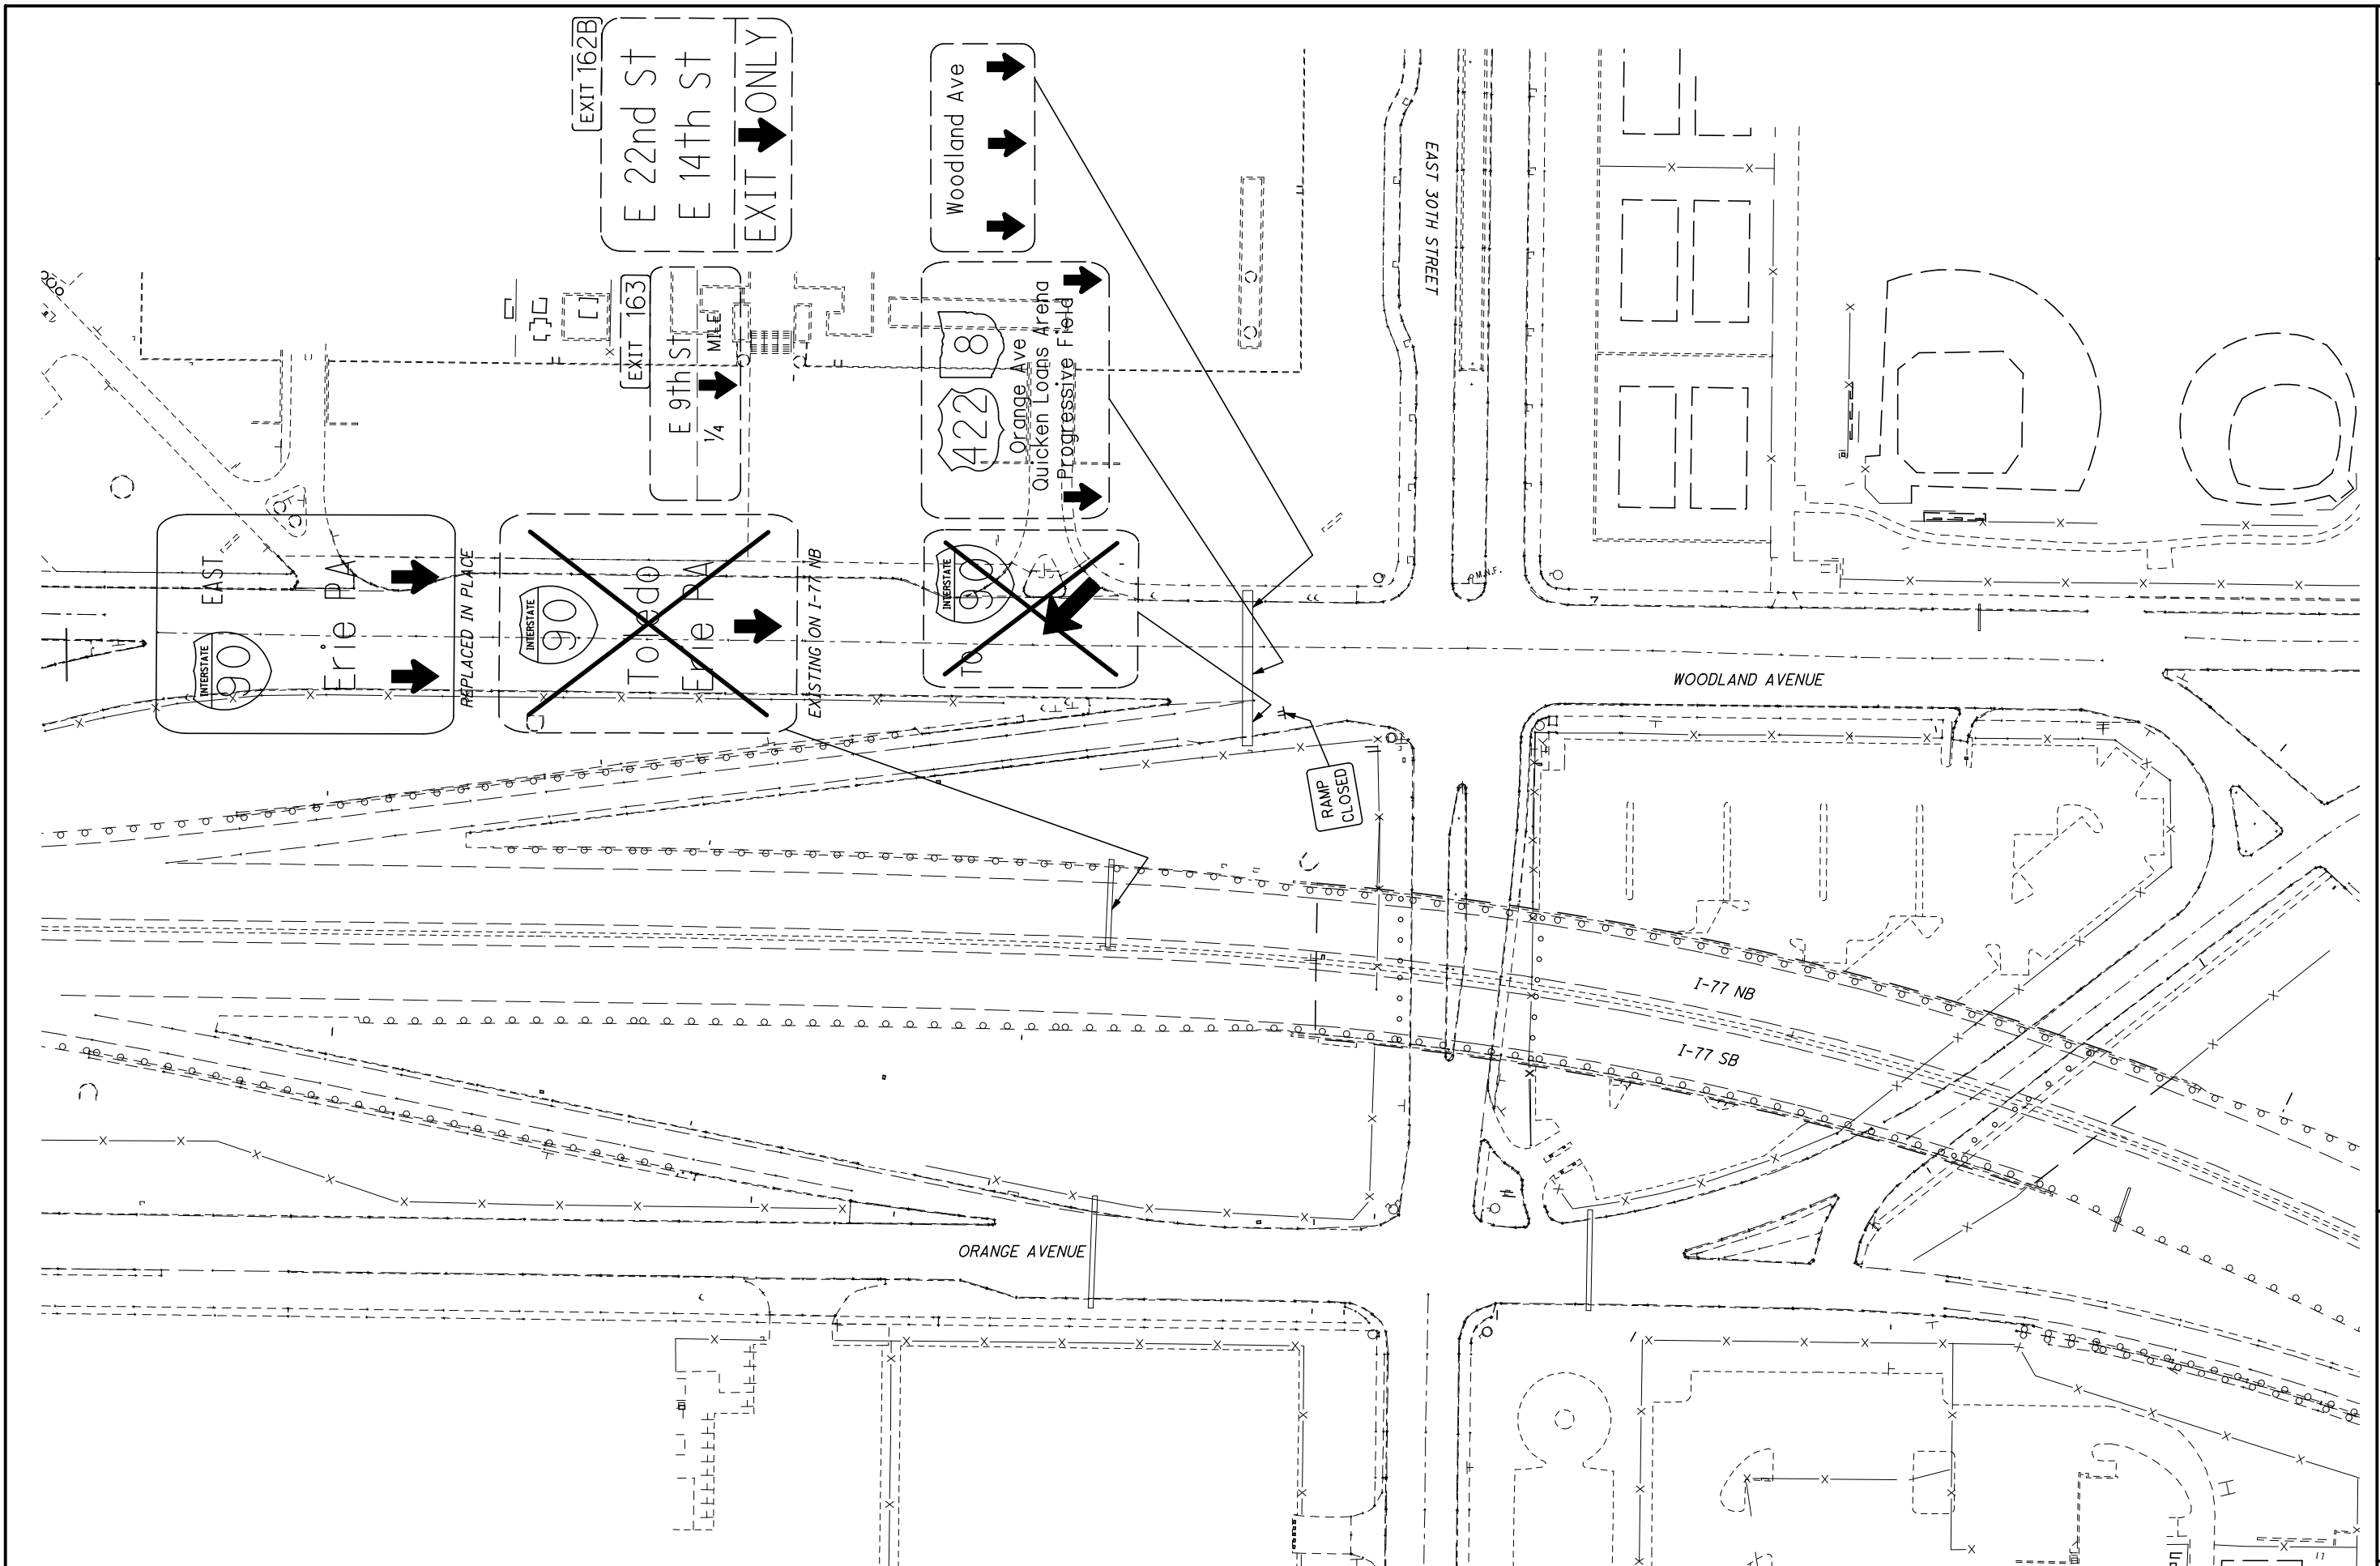 EXIT 162B
E 22nd St
E 14th St
EXIT ONLY
Woodland Ave
EXIT 163
E 9th St
1/4 MILE
422 8
Orange Ave
Quicken Loans Arena
Progressive Field
INTERSTATE
90
EAST
Erie PA
REPLACED IN PLACE
INTERSTATE
90
Toledo
Erie PA
EXISTING ON I-77 NB
TO
INTERSTATE
90
RAMP
CLOSED
EAST 30TH STREET
P.M.V.F.
WOODLAND AVENUE
I-77 NB
I-77 SB
ORANGE AVENUE